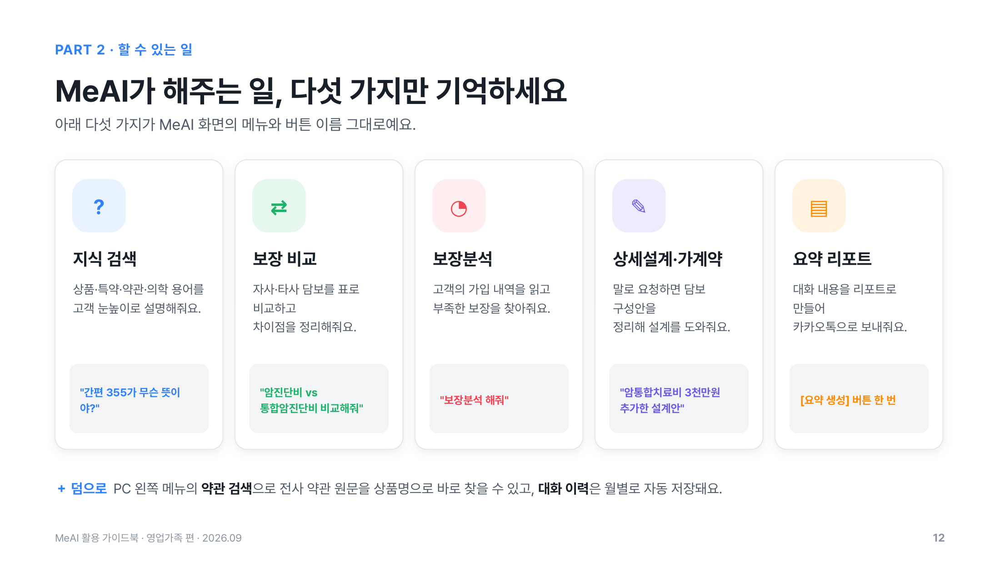 PART 2 · 할 수 있는 일
MeAI가 해주는 일, 다섯 가지만 기억하세요
아래 다섯 가지가 MeAI 화면의 메뉴와 버튼 이름 그대로예요.
?
지식 검색
상품·특약·약관·의학 용어를
고객 눈높이로 설명해줘요.
"간편 355가 무슨 뜻이
야?"
보장 비교
자사·타사 담보를 표로
비교하고
차이점을 정리해줘요.
"암진단비 vs
통합암진단비 비교해줘"
보장분석
고객의 가입 내역을 읽고
부족한 보장을 찾아줘요.
"보장분석 해줘"
상세설계·가계약
말로 요청하면 담보
구성안을
정리해 설계를 도와줘요.
"암통합치료비 3천만원
추가한 설계안"
요약 리포트
대화 내용을 리포트로
만들어
카카오톡으로 보내줘요.
[요약 생성] 버튼 한 번
+ 덤으로 PC 왼쪽 메뉴의 약관 검색으로 전사 약관 원문을 상품명으로 바로 찾을 수 있고, 대화 이력은 월별로 자동 저장돼요.
MeAI 활용 가이드북 · 영업가족 편 · 2026.09
12